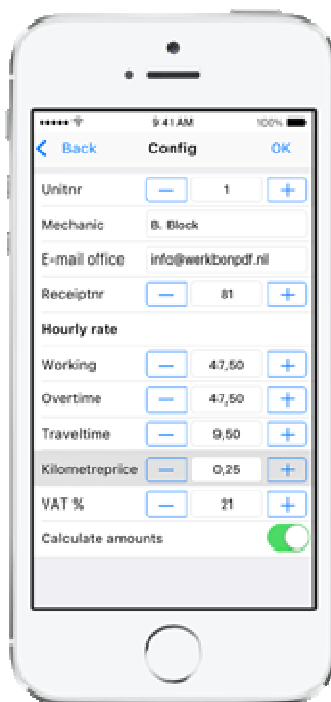 9:41 AM 100%
Back Config OK
Unitnr 1
Mechanic B. Block
E-mail office info@werkbonpdf.nl
Receiptnr 81
Hourly rate
Working 47,50
Overtime 47,50
Traveltime 9,50
Kilometreprice 0,25
VAT % 21
Calculate amounts